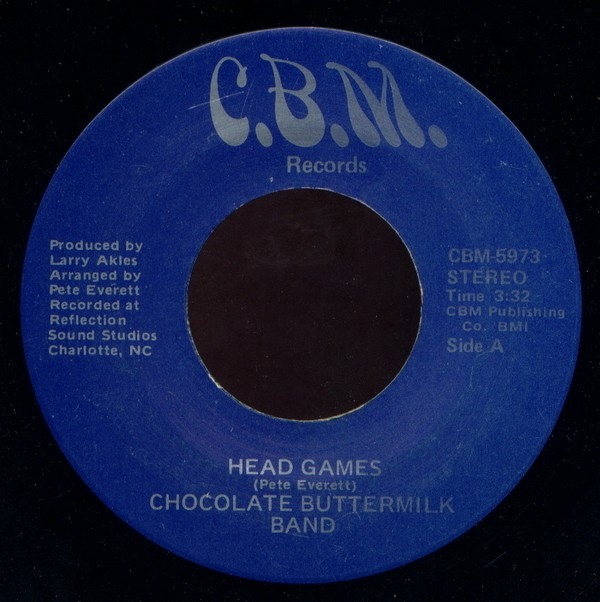 C.B.M.
Records
Produced by
Larry Akles
Arranged by
Pete Everett
Recorded at
Reflection
Sound Studios
Charlotte, NC
CBM-5973
STEREO
Time 3:32
CBM Publishing
Co. BMI
Side A
HEAD GAMES
(Pete Everett)
CHOCOLATE BUTTERMILK
BAND